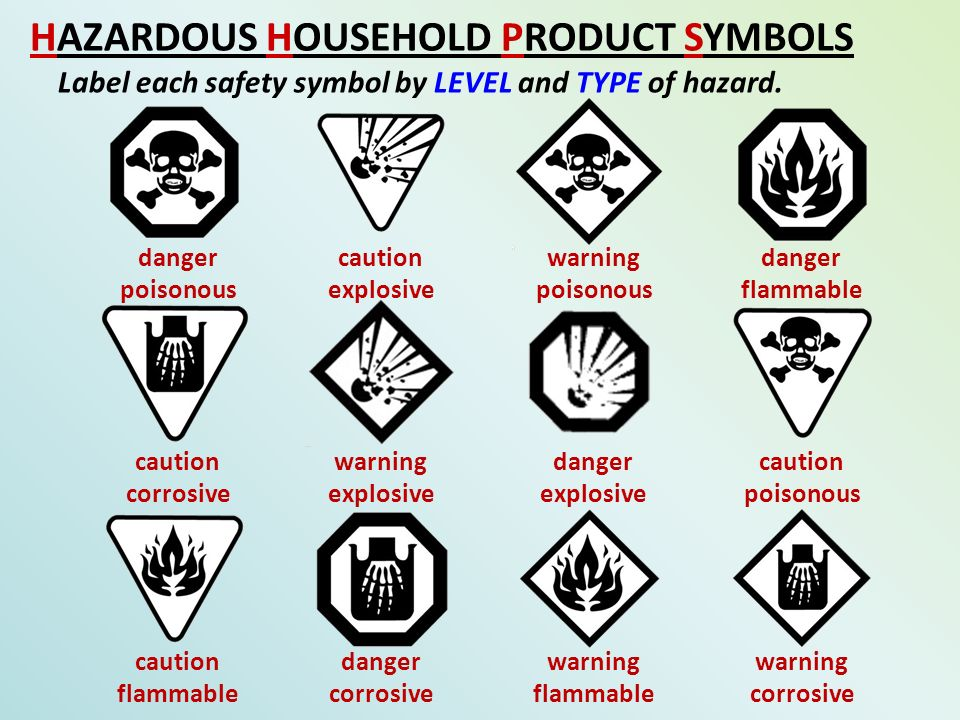 HAZARDOUS HOUSEHOLD PRODUCT SYMBOLS
Label each safety symbol by LEVEL and TYPE of hazard.
danger
poisonous
caution
explosive
warning
poisonous
danger
flammable
caution
corrosive
warning
explosive
danger
explosive
caution
poisonous
caution
flammable
danger
corrosive
warning
flammable
warning
corrosive